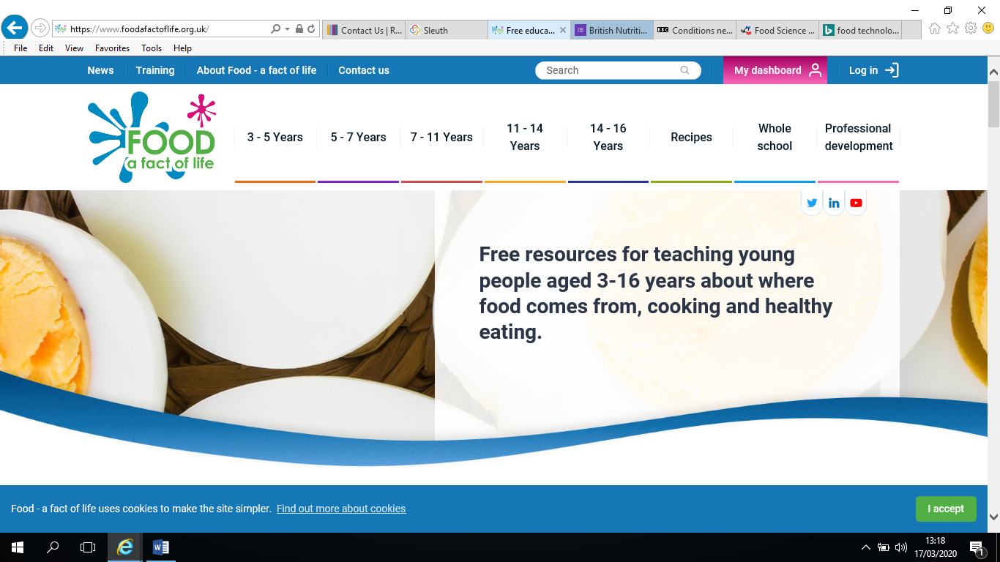 https://www.foodafactoflife.org.uk/
Contact Us | R...
Sleuth
Free educa...
British Nutriti...
Conditions ne...
Food Science ...
food technolo...
File Edit View Favorites Tools Help
News Training About Food - a fact of life Contact us Search My dashboard Log in
FOOD
a fact of life
3 - 5 Years
5 - 7 Years
7 - 11 Years
11 - 14
Years
14 - 16
Years
Recipes
Whole
school
Professional
development
Free resources for teaching young
people aged 3-16 years about where
food comes from, cooking and healthy
eating.
Food - a fact of life uses cookies to make the site simpler. Find out more about cookies
I accept
13:18
17/03/2020
1